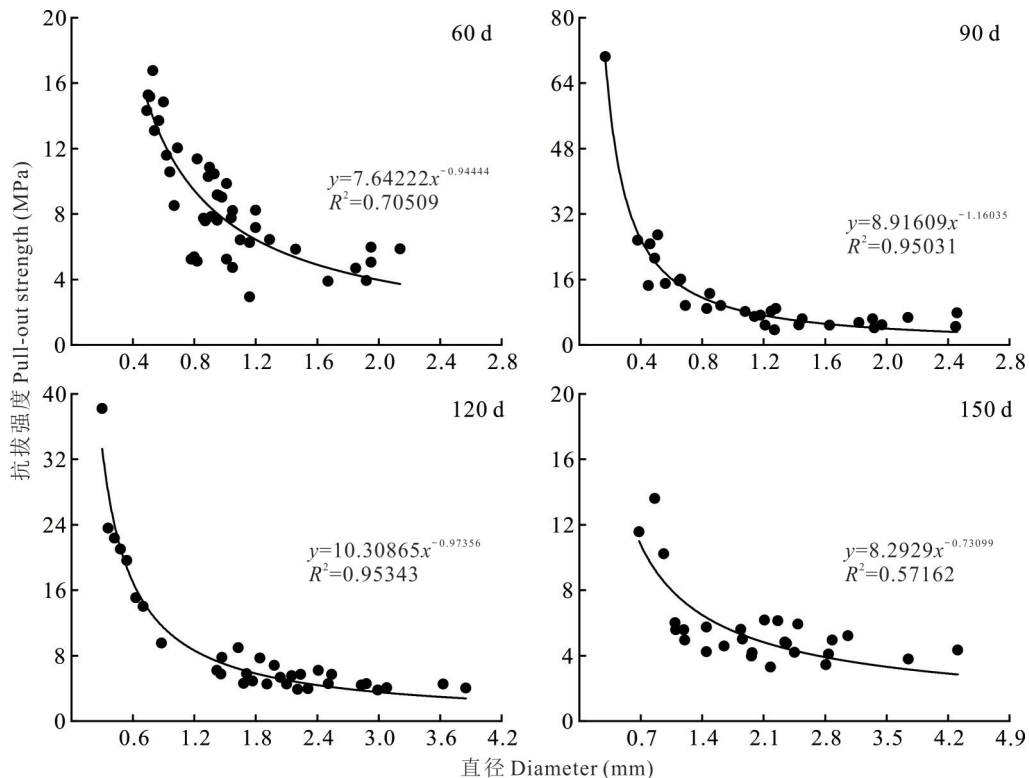 抗拔强度 Pull-out strength (MPa)
60 d
20
16
12
8
4
0
y=7.64222x^{-0.94444}
R²=0.70509
0.4 0.8 1.2 1.6 2.0 2.4 2.8
90 d
80
64
48
32
16
0
y=8.91609x^{-1.16035}
R²=0.95031
0.4 0.8 1.2 1.6 2.0 2.4 2.8
120 d
40
32
24
16
8
0
y=10.30865x^{-0.97356}
R²=0.95343
0.6 1.2 1.8 2.4 3.0 3.6 4.2
150 d
20
16
12
8
4
0
y=8.2929x^{-0.73099}
R²=0.57162
0.7 1.4 2.1 2.8 3.5 4.2 4.9
直径 Diameter (mm)